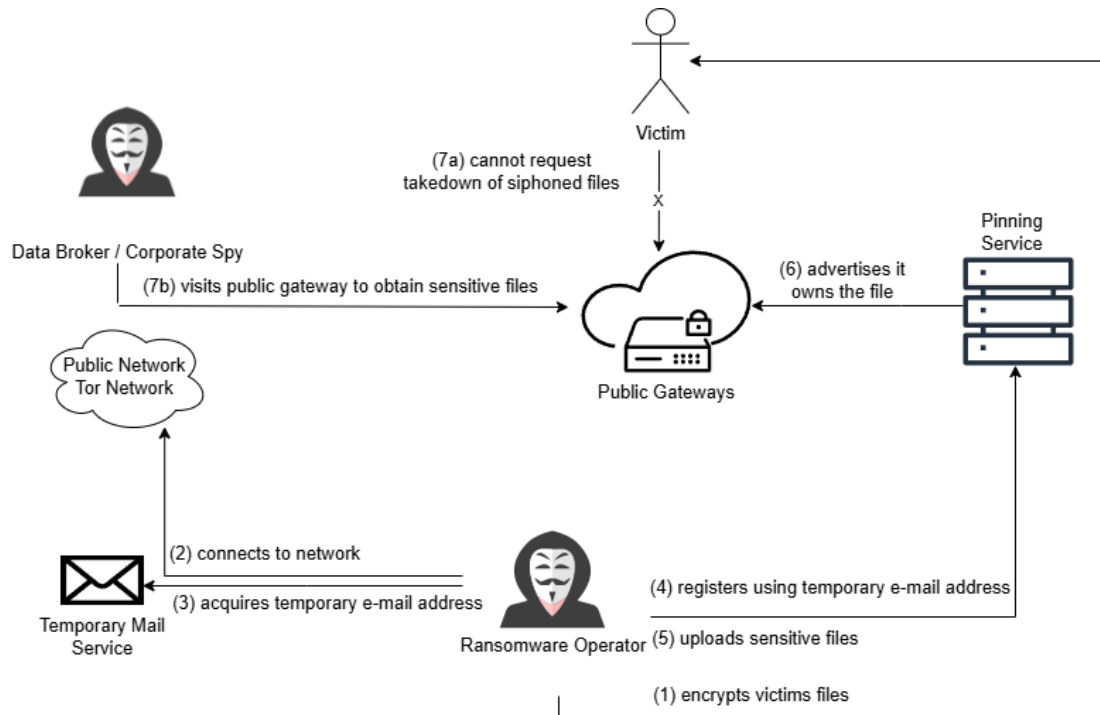 Victim
(7a) cannot request
takedown of siphoned files
X
Pinning
Service
Data Broker / Corporate Spy
(6) advertises it
owns the file
(7b) visits public gateway to obtain sensitive files
Public Network
Tor Network
Public Gateways
(2) connects to network
(3) acquires temporary e-mail address
(4) registers using temporary e-mail address
Temporary Mail
Service
Ransomware Operator
(5) uploads sensitive files
(1) encrypts victims files